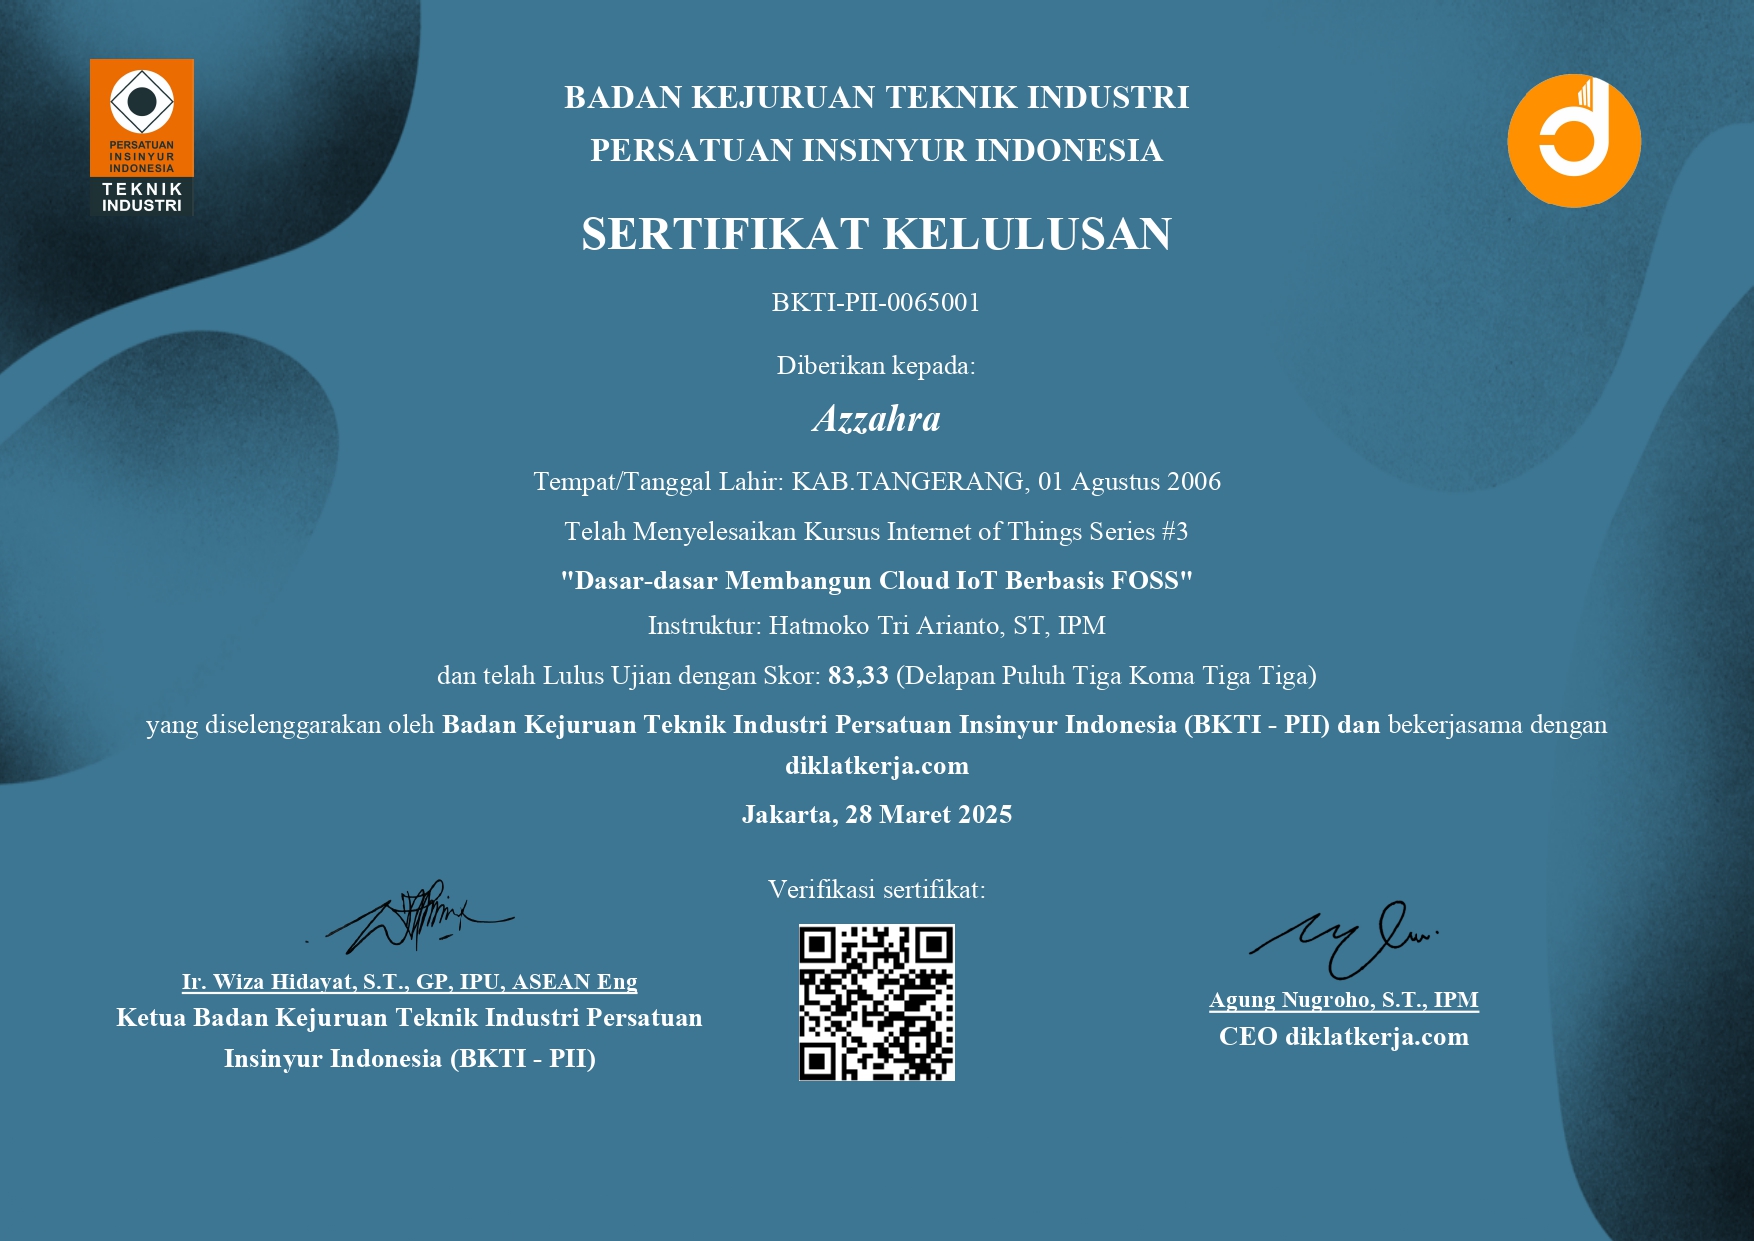 PERSATUAN
INSINYUR
INDONESIA
TEKNIK
INDUSTRI
BADAN KEJURUAN TEKNIK INDUSTRI
PERSATUAN INSINYUR INDONESIA
SERTIFIKAT KELULUSAN
BKTI-PII-0065001
Diberikan kepada:
Azzahra
Tempat/Tanggal Lahir: KAB.TANGERANG, 01 Agustus 2006
Telah Menyelesaikan Kursus Internet of Things Series #3
"Dasar-dasar Membangun Cloud IoT Berbasis FOSS"
Instruktur: Hatmoko Tri Arianto, ST, IPM
dan telah Lulus Ujian dengan Skor: 83,33 (Delapan Puluh Tiga Koma Tiga Tiga)
yang diselenggarakan oleh Badan Kejuruan Teknik Industri Persatuan Insinyur Indonesia (BKTI - PII) dan bekerjasama dengan
diklatkerja.com
Jakarta, 28 Maret 2025
Verifikasi sertifikat:
Ir. Wiza Hidayat, S.T., GP, IPU, ASEAN Eng
Ketua Badan Kejuruan Teknik Industri Persatuan
Insinyur Indonesia (BKTI - PII)
Agung Nugroho, S.T., IPM
CEO diklatkerja.com